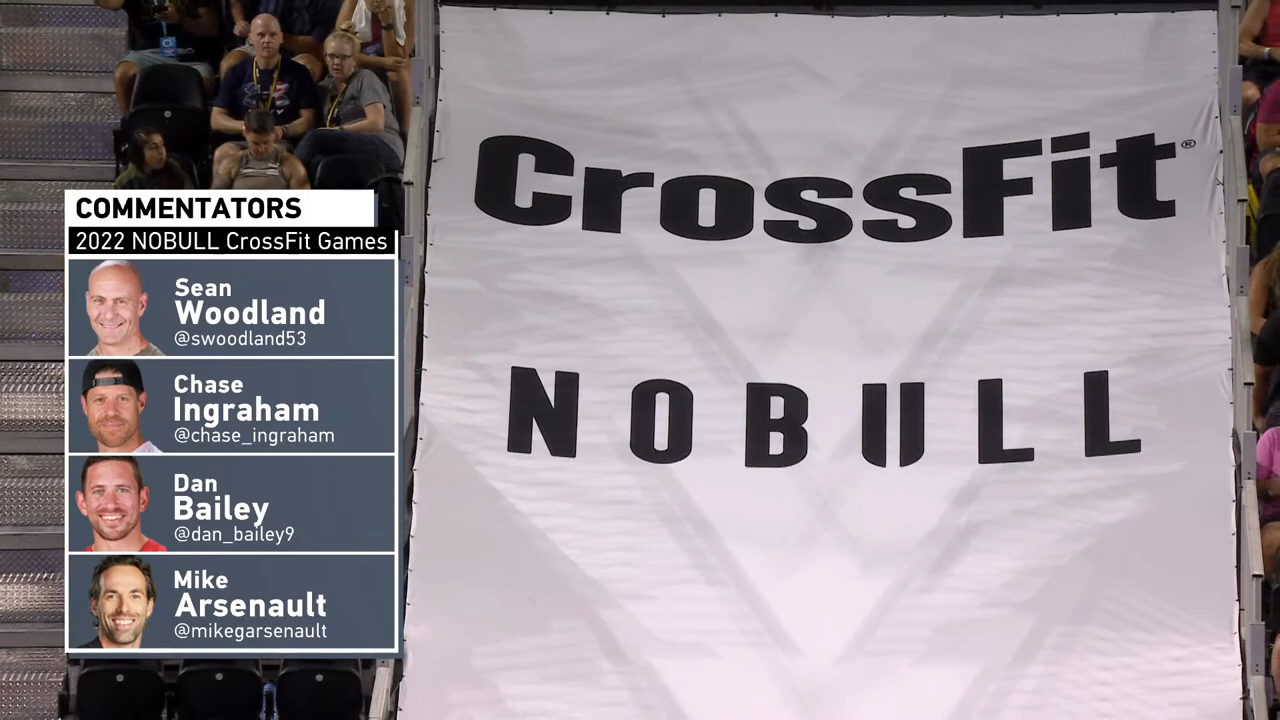 COMMENTATORS
2022 NOBULL CrossFit Games
Sean
Woodland
@swoodland53
Chase
Ingraham
@chase_ingraham
Dan
Bailey
@dan_bailey9
Mike
Arsenault
@mikegarsenault
CrossFit®
NOBULL